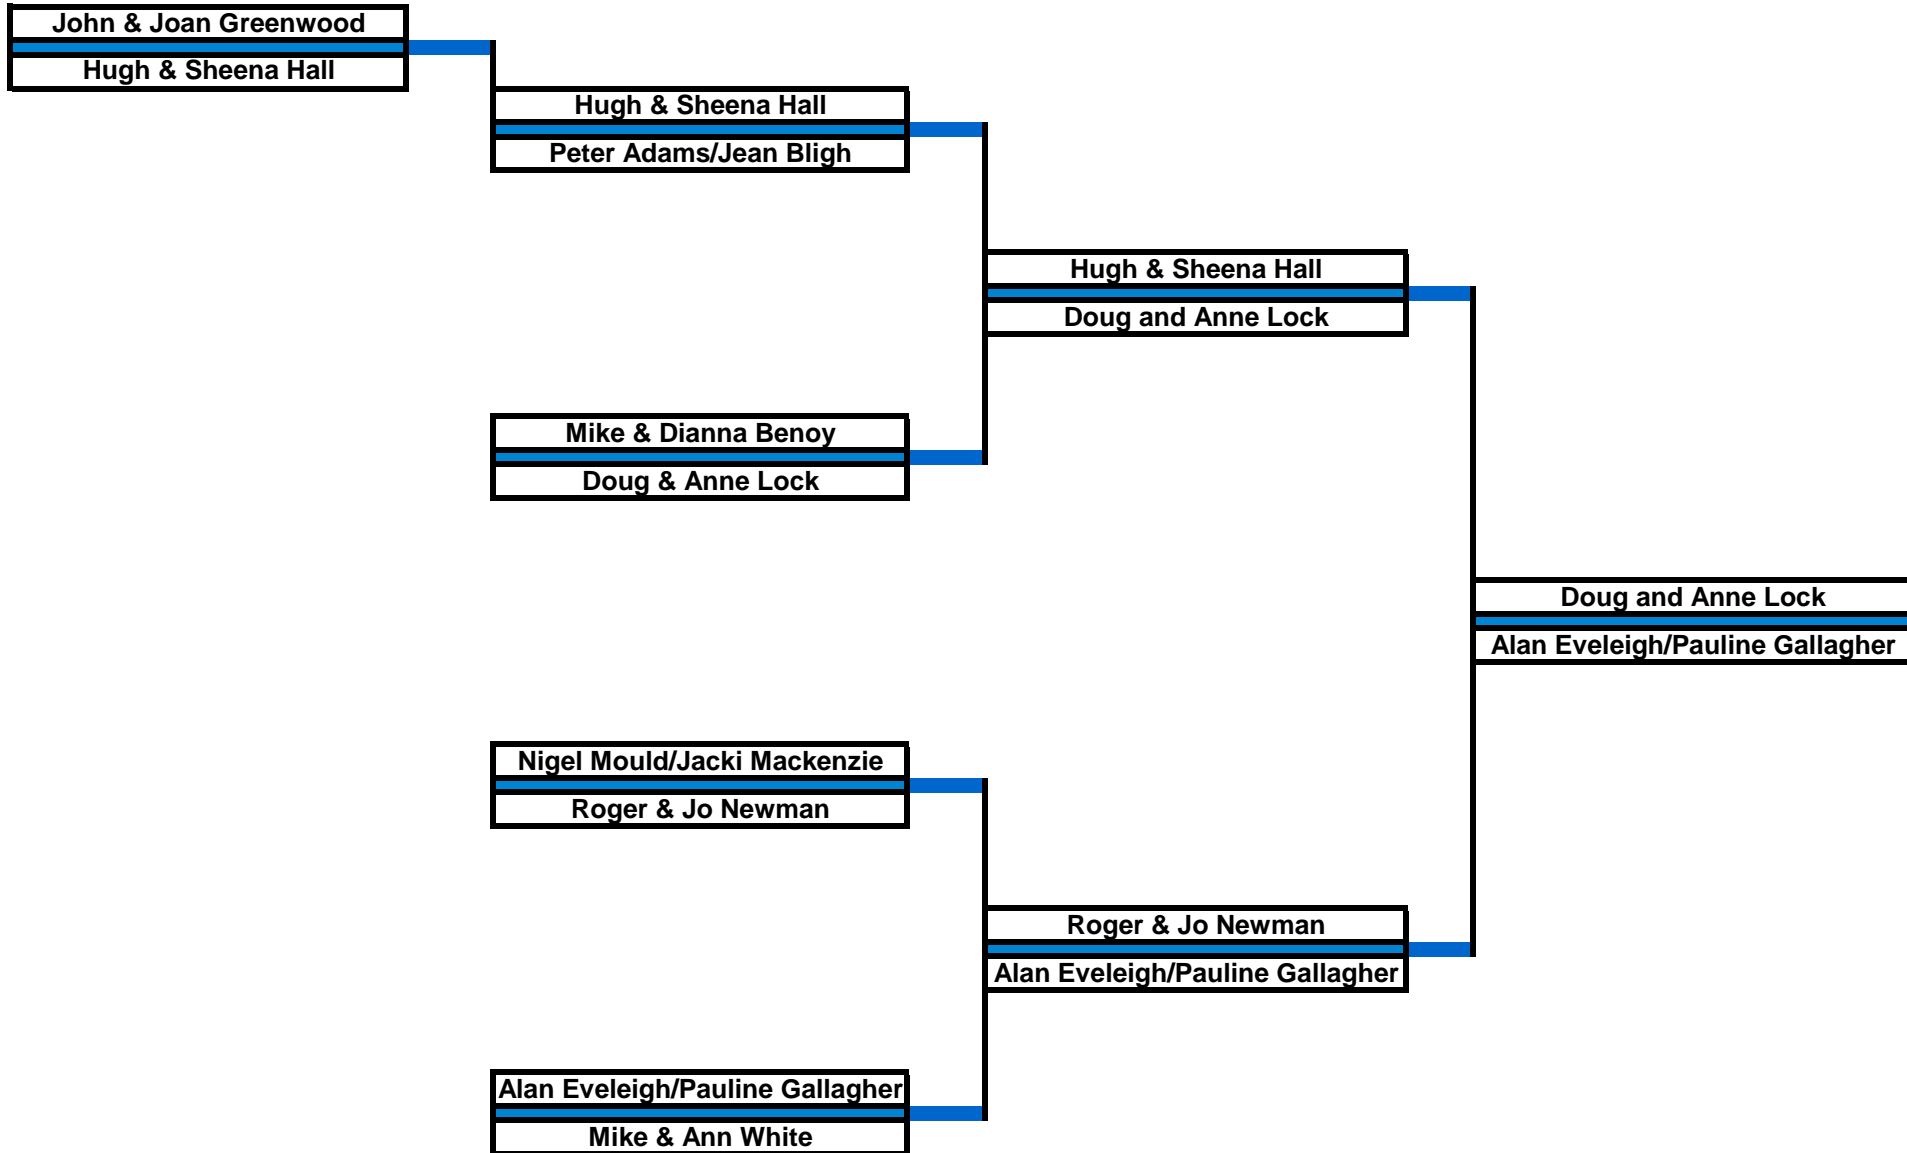 John & Joan Greenwood
Hugh & Sheena Hall
Hugh & Sheena Hall
Peter Adams/Jean Bligh
Hugh & Sheena Hall
Doug and Anne Lock
Mike & Dianna Benoy
Doug & Anne Lock
Doug and Anne Lock
Alan Eveleigh/Pauline Gallagher
Nigel Mould/Jacki Mackenzie
Roger & Jo Newman
Roger & Jo Newman
Alan Eveleigh/Pauline Gallagher
Alan Eveleigh/Pauline Gallagher
Mike & Ann White